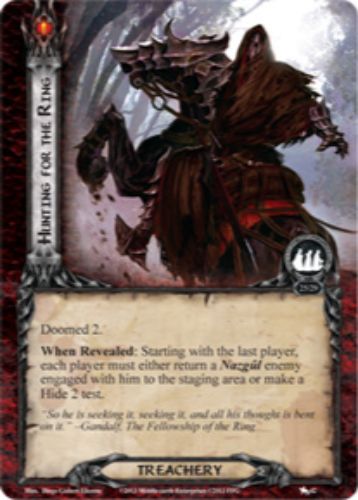 HUNTING FOR THE RING
25/29
Doomed 2.
When Revealed: Starting with the last player,
each player must either return a Nazgûl enemy
engaged with him to the staging area or make a
Hide 2 test.
"So he is seeking it, seeking it, and all his thought is bent
on it." –Gandalf, The Fellowship of the Ring
TREACHERY